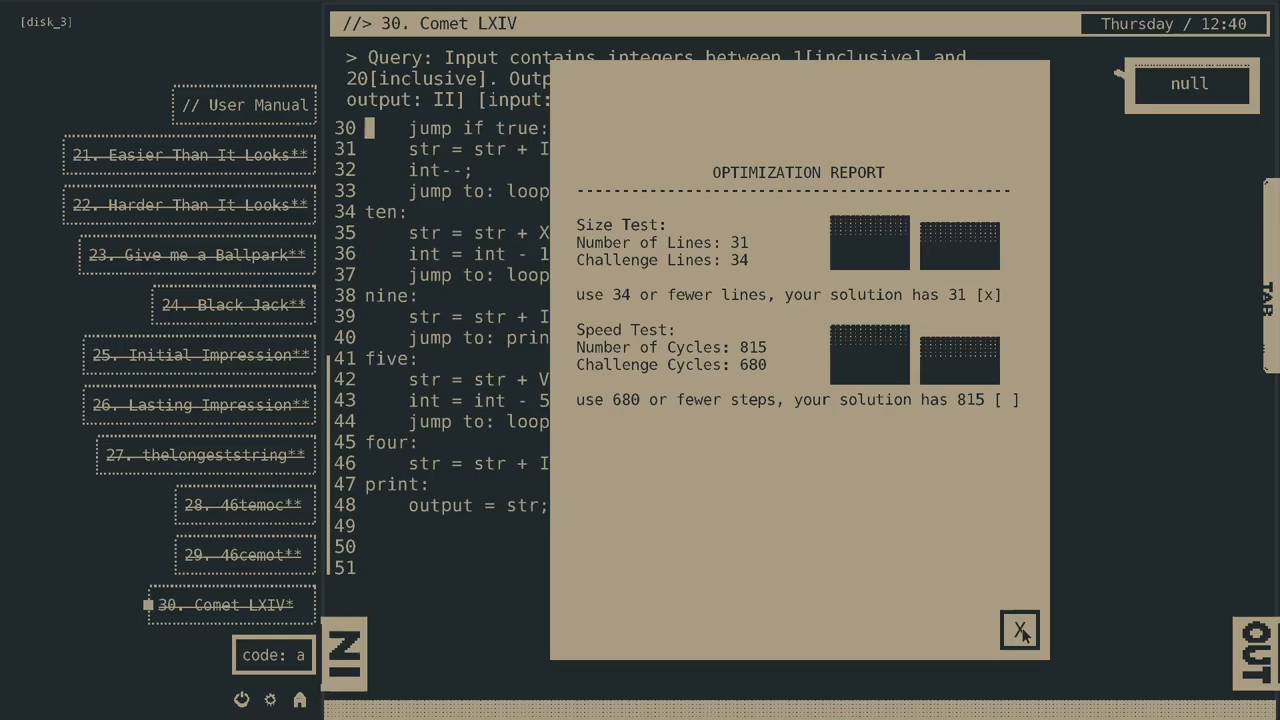 [disk_3]
// User Manual
21. Easier Than It Looks**
22. Harder Than It Looks**
23. Give me a Ballpark**
24. Black Jack**
25. Initial Impression**
26. Lasting Impression**
27. thelongeststring**
28. 46temoc**
29. 46cemot**
30. Comet LXIV*
code: a
//> 30. Comet LXIV
Thursday / 12:40
> Query: Input contains integers between 1[inclusive] and
20[inclusive]. Outp
output: II] [input:
30 jump if true:
31 str = str + I
32 int--;
33 jump to: loop
34 ten:
35 str = str + X
36 int = int - 1
37 jump to: loop
38 nine:
39 str = str + I
40 jump to: prin
41 five:
42 str = str + V
43 int = int - 5
44 jump to: loop
45 four:
46 str = str + I
47 print:
48 output = str;
49
50
51
OPTIMIZATION REPORT
------------------------------------------------
Size Test:
Number of Lines: 31
Challenge Lines: 34
use 34 or fewer lines, your solution has 31 [x]
Speed Test:
Number of Cycles: 815
Challenge Cycles: 680
use 680 or fewer steps, your solution has 815 [ ]
X
null
TAB
IN
OUT